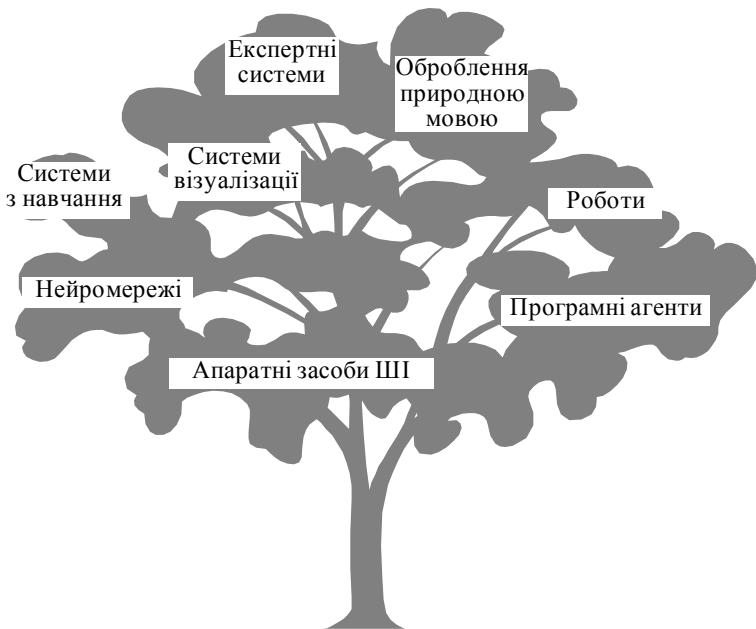 Експертні
системи
Оброблення
природною
мовою
Системи
візуалізації
Системи
з навчання
Роботи
Нейромережі
Програмні агенти
Апаратні засоби ШІ